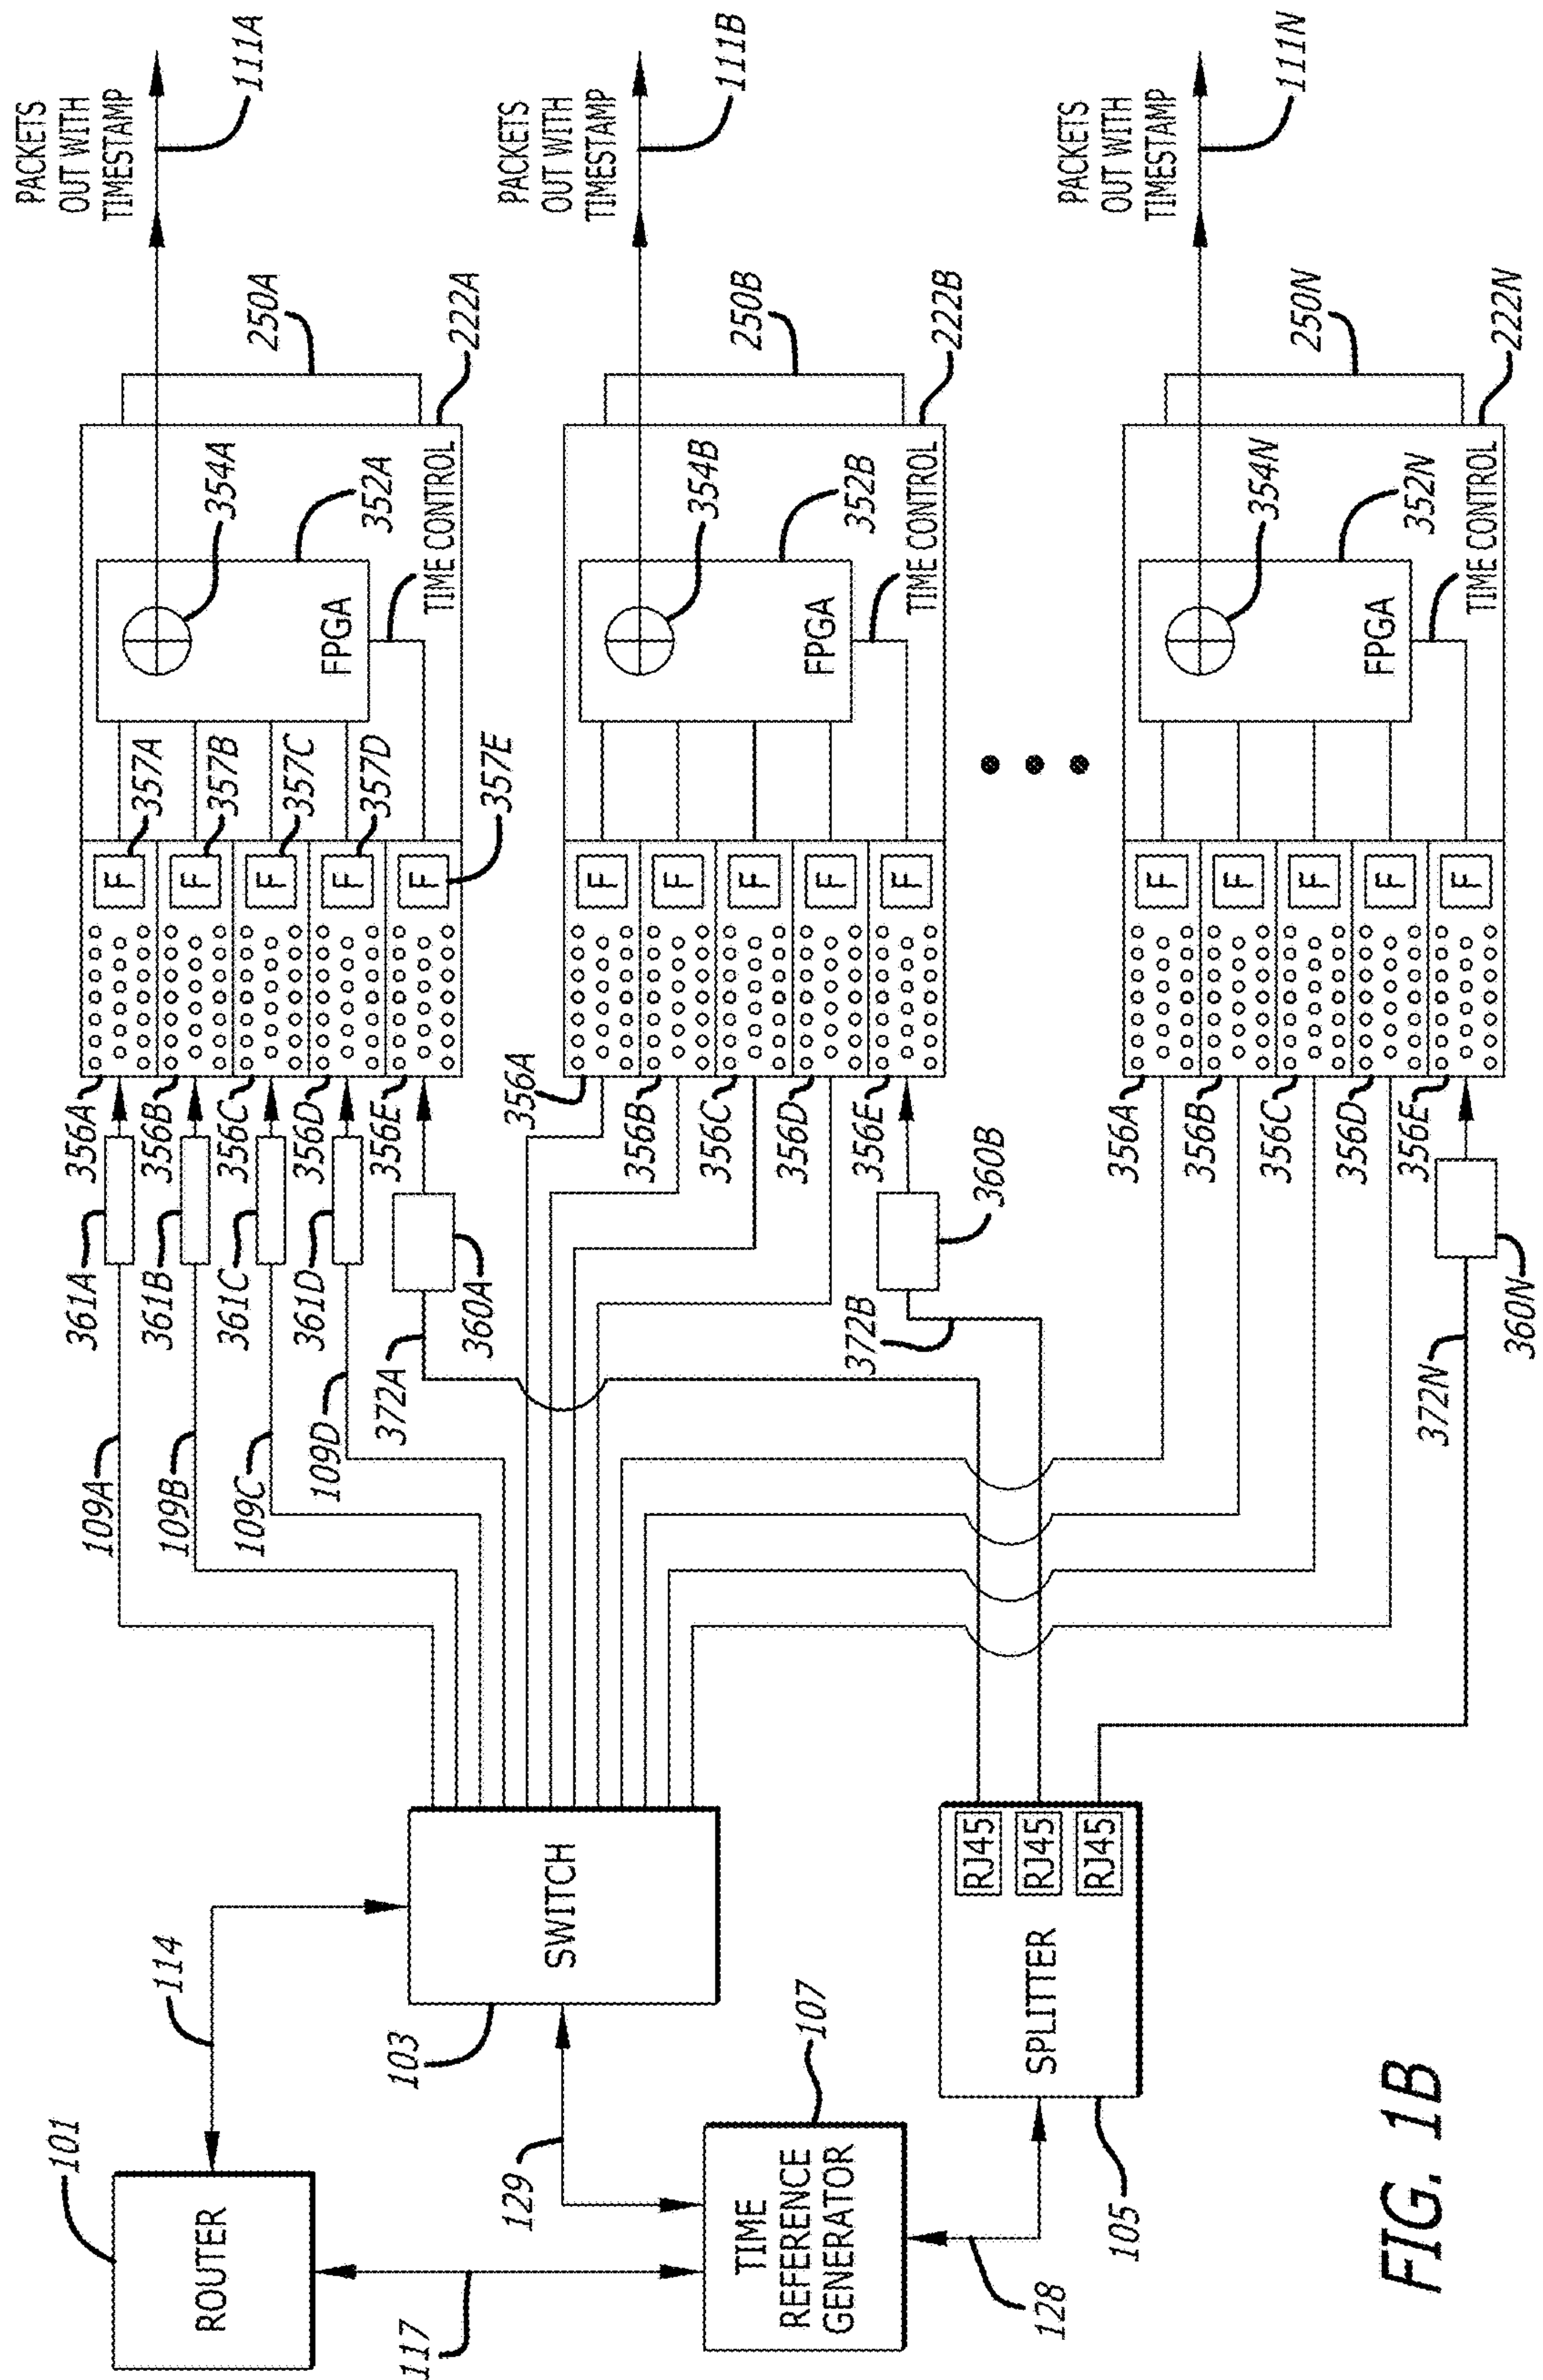 ROUTER
101
114
117
TIME
REFERENCE
GENERATOR
107
129
128
SWITCH
103
SPLITTER
105
RJ45
RJ45
RJ45
109A
109B
109C
109D
361A
361B
361C
361D
372A
360A
356A
356B
356C
356D
356E
F
F
F
F
F
357A
357B
357C
357D
357E
FPGA
354A
352A
TIME CONTROL
222A
250A
PACKETS
OUT WITH
TIMESTAMP
111A
372B
360B
356A
356B
356C
356D
356E
F
F
F
F
F
FPGA
354B
352B
TIME CONTROL
222B
250B
PACKETS
OUT WITH
TIMESTAMP
111B
372N
360N
356A
356B
356C
356D
356E
F
F
F
F
F
FPGA
354N
352N
TIME CONTROL
222N
250N
PACKETS
OUT WITH
TIMESTAMP
111N
FIG. 1B